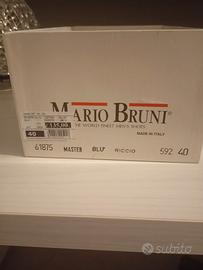 MARIO BRUNI®
THE WORLD FINEST MEN'S SHOES
MADE IN ITALY
40
61875 MASTER BLU' RICCIO 592 40
subito